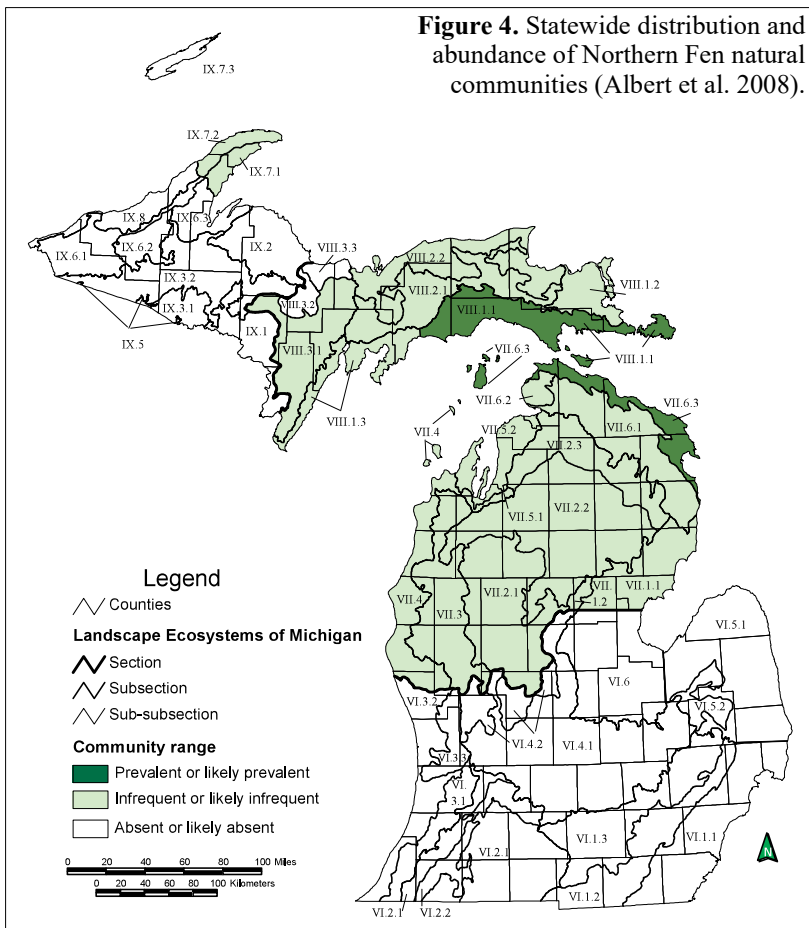 Figure 4. Statewide distribution and
abundance of Northern Fen natural
communities (Albert et al. 2008).
IX.7.3
IX.7.2
IX.7.1
IX.8
IX.6.3
IX.6.1
IX.6.2
IX.2
VIII.3.3
VIII.2.2
IX.3.2
VIII.2.1
VIII.1.2
IX.3.1
VIII.3.2
VIII.1.1
IX.5
IX.1
VIII.3.1
VIII.1.1
VII.6.3
VIII.1.3
VII.6.2
VII.6.3
VII.4
VII.5.2
VII.6.1
VII.2.3
VII.5.1
VII.2.2
VII.4
VII.3
VII.2.1
VII.
1.2
VII.1.1
VI.5.1
VI.3.2
VI.6
VI.5.2
VI.4.2
VI.4.1
VI.3.3
VI.
3.1
VI.2.1
VI.1.3
VI.1.1
VI.2.1
VI.2.2
VI.1.2
Legend
Counties
Landscape Ecosystems of Michigan
Section
Subsection
Sub-subsection
Community range
Prevalent or likely prevalent
Infrequent or likely infrequent
Absent or likely absent
0 20 40 60 80 100 Miles
0 20 40 60 80 100 Kilometers
N